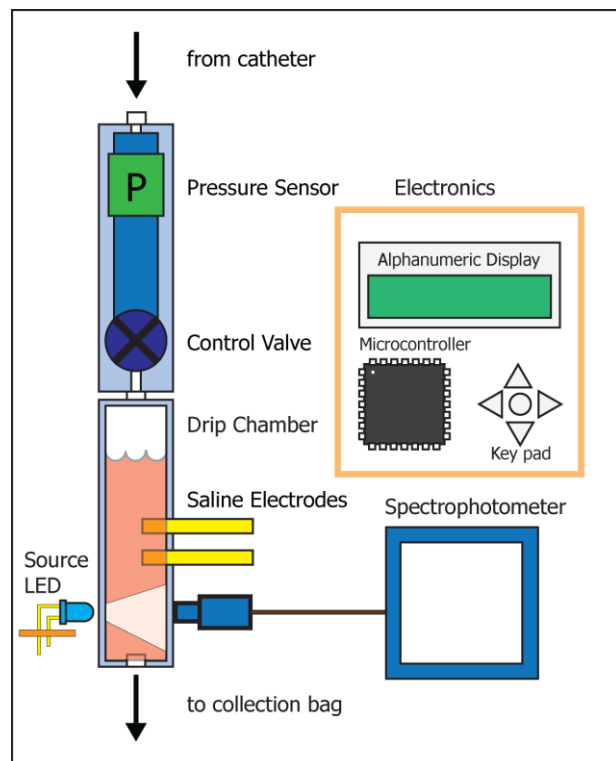 from catheter
P
Pressure Sensor
Electronics
Alphanumeric Display
Control Valve
Microcontroller
Drip Chamber
Key pad
Saline Electrodes
Spectrophotometer
Source
LED
to collection bag